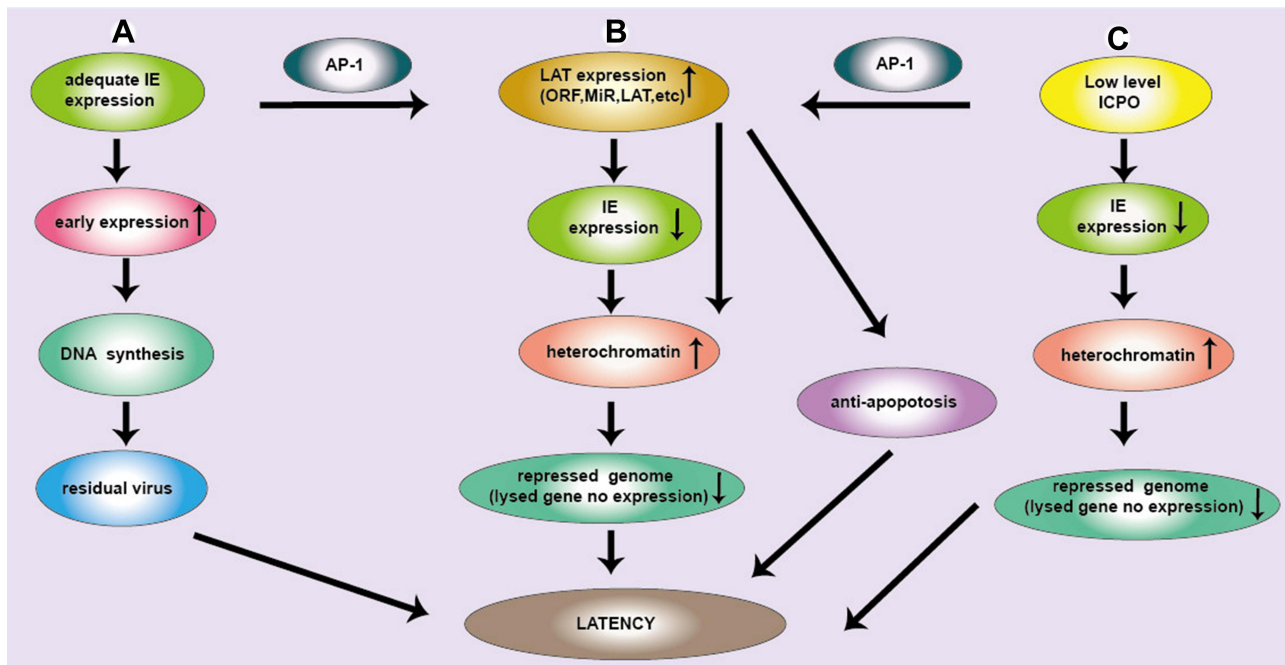 A
adequate IE
expression
early expression
DNA synthesis
residual virus
AP-1
B
LAT expression
(ORF,MiR,LAT,etc)
IE
expression
heterochromatin
repressed genome
(lysed gene no expression)
LATENCY
anti-apopotosis
AP-1
C
Low level
ICPO
IE
expression
heterochromatin
repressed genome
(lysed gene no expression)